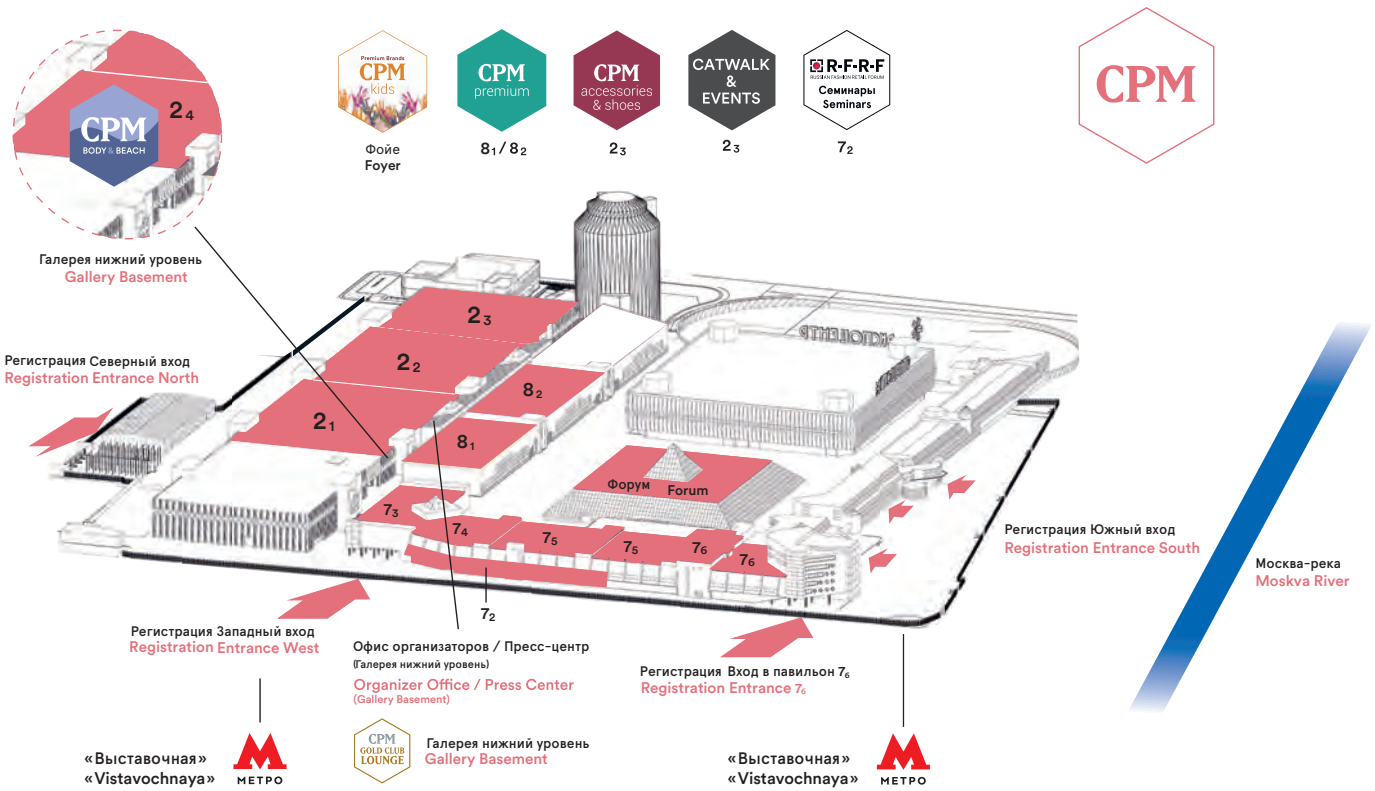 Premium Brands
CPM
kids
Фойе
Foyer
CPM
premium
8₁/8₂
CPM
accessories
& shoes
2₃
CATWALK
&
EVENTS
2₃
R-F-R-F
RUSSIAN FASHION RETAIL FORUM
Семинары
Seminars
7₂
CPM
2₄
CPM
BODY & BEACH
Галерея нижний уровень
Gallery Basement
Регистрация Северный вход
Registration Entrance North
2₃
2₂
2₁
8₂
8₁
Форум Forum
7₃
7₄
7₅
7₅
7₆
7₆
7₂
Регистрация Южный вход
Registration Entrance South
Москва-река
Moskva River
Регистрация Западный вход
Registration Entrance West
Офис организаторов / Пресс-центр
(Галерея нижний уровень)
Organizer Office / Press Center
(Gallery Basement)
Регистрация Вход в павильон 7₆
Registration Entrance 7₆
CPM
GOLD CLUB
LOUNGE
Галерея нижний уровень
Gallery Basement
«Выставочная»
«Vistavochnaya»
МЕТРО
«Выставочная»
«Vistavochnaya»
МЕТРО